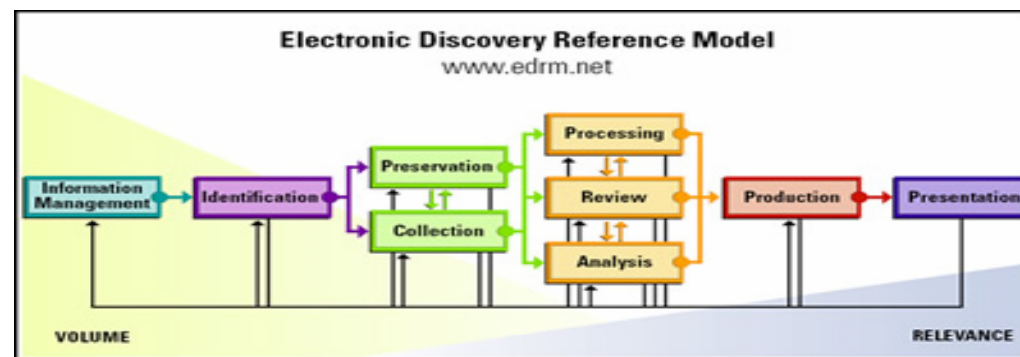 Electronic Discovery Reference Model
www.edrm.net
Information
Management
Identification
Preservation
Collection
Processing
Review
Analysis
Production
Presentation
VOLUME
RELEVANCE